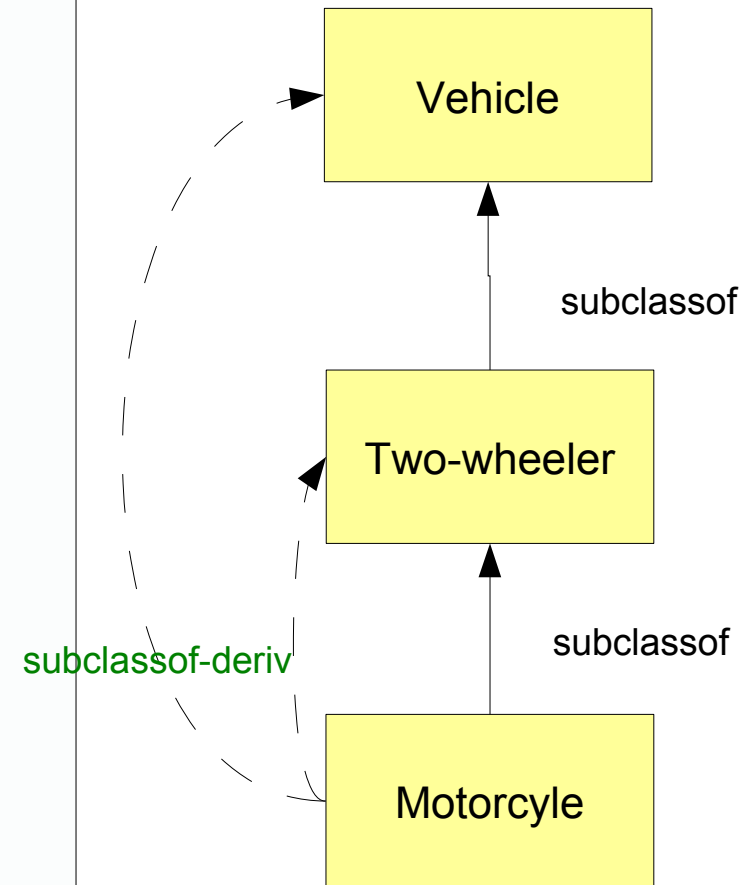 Vehicle
subclassof
Two-wheeler
subclassof
subclassof-deriv
Motorcyle